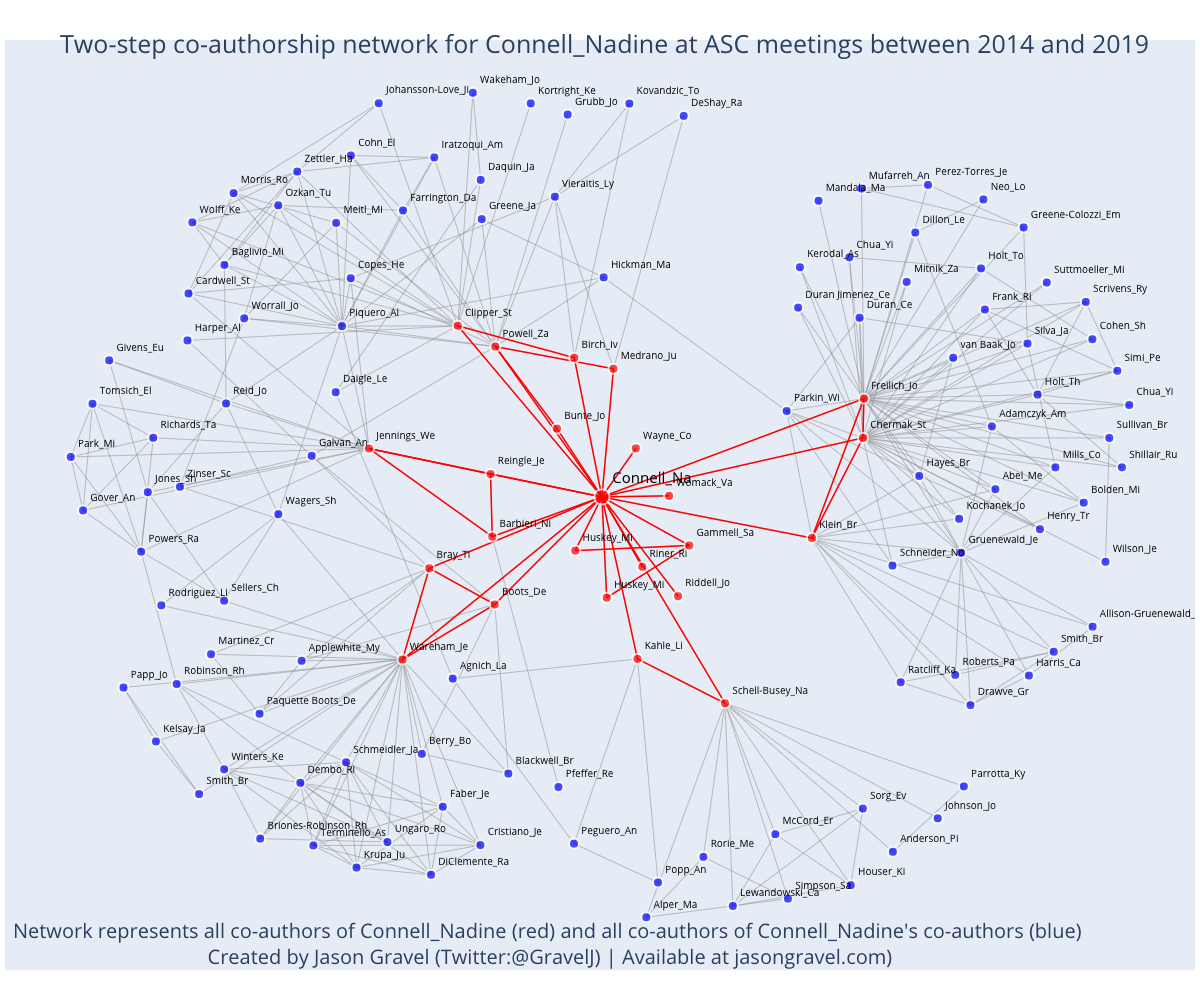 Two-step co-authorship network for Connell_Nadine at ASC meetings between 2014 and 2019
Wakeham_Jo
Johansson-Love_Ji
Kortright_Ke
Kovandzic_To
Grubb_Jo
DeShay_Ra
Cohn_El
Iratzoqui_Am
Zettler_Ha
Daquin_Ja
Morris_Ro
Vieraitis_Ly
Ozkan_Tu
Farrington_Da
Wolff_Ke
Meitl_Mi
Greene_Ja
Baglivio_Mi
Copes_He
Hickman_Ma
Cardwell_St
Worrall_Jo
Piquero_Al
Clipper_St
Harper_Al
Powell_Za
Birch_Iv
Medrano_Ju
Givens_Eu
Daigle_Le
Tomsich_El
Reid_Jo
Richards_Ta
Bunte_Jo
Park_Mi
Gaivan_An
Jennings_We
Wayne_Co
Jones_Sh
Zinser_Sc
Reingle_Je
Connell_Na
Womack_Va
Gover_An
Wagers_Sh
Barbieri_Ni
Powers_Ra
Bray_Ti
Huskey_Mi
Gammell_Sa
Riner_Ri
Rodriguez_Li
Sellers_Ch
Boots_De
Huskey_Mi
Riddell_Jo
Mufarreh_An
Perez-Torres_Je
Mandala_Ma
Neo_Lo
Dillon_Le
Greene-Colozzi_Em
Chua_Yi
Kerodal_As
Holt_To
Mitnik_Za
Suttmoeller_Mi
Duran Jimenez_Ce
Duran_Ce
Frank_Ri
Scrivens_Ry
van Baak_Jo
Silva_Ja
Cohen_Sh
Simi_Pe
Parkin_Wi
Freilich_Jo
Holt_Th
Chua_Yi
Chermak_St
Adamczyk_Am
Sullivan_Br
Hayes_Br
Mills_Co
Shillair_Ru
Abel_Me
Bolden_Mi
Klein_Br
Kochanek_Jo
Henry_Tr
Schneider_Na
Gruenewald_Je
Wilson_Je
Allison-Gruenewald_
Smith_Br
Ratcliff_Ka
Roberts_Pa
Harris_Ca
Drawve_Gr
Martinez_Cr
Applewhite_My
Wareham_Je
Kahle_Li
Papp_Jo
Robinson_Rh
Agnich_La
Schell-Busey_Na
Paquette Boots_De
Kelsay_Ja
Winters_Ke
Schmeidler_Ja
Berry_Bo
Smith_Br
Dembo_Ri
Blackwell_Br
Pfeffer_Re
Faber_Je
Briones-Robinson_Rh
Terminello_As
Ungaro_Ro
Cristiano_Je
Krupa_Ju
DiClemente_Ra
Peguero_An
Parrotta_Ky
Sorg_Ev
Johnson_Jo
McCord_Er
Anderson_Pi
Rorie_Me
Popp_An
Houser_Ki
Simpson_Sa
Lewandowski_Ca
Alper_Ma
Network represents all co-authors of Connell_Nadine (red) and all co-authors of Connell_Nadine's co-authors (blue)
Created by Jason Gravel (Twitter:@GravelJ) | Available at jasongravel.com)